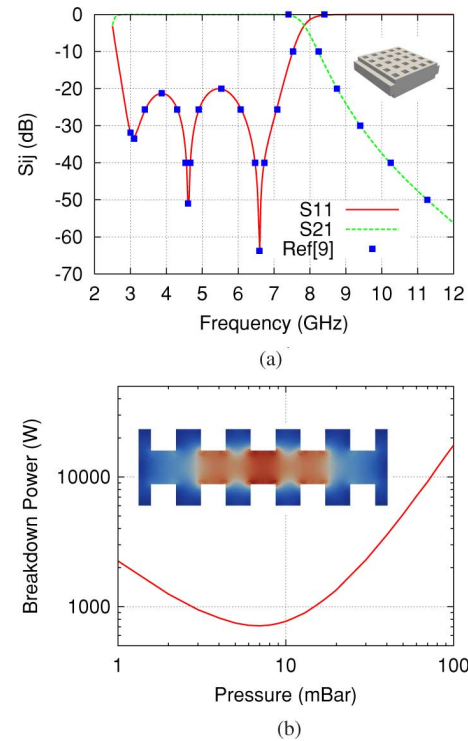 0
-10
-20
-30
-40
-50
-60
-70
Sij (dB)
S11
S21
Ref[9]
2 3 4 5 6 7 8 9 10 11 12
Frequency (GHz)
(a)
10000
1000
Breakdown Power (W)
1 10 100
Pressure (mBar)
(b)